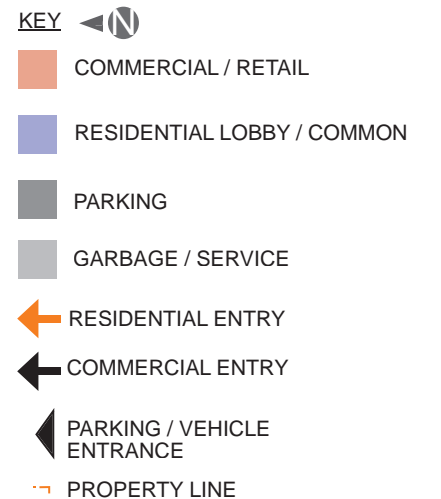 KEY N
COMMERCIAL / RETAIL
RESIDENTIAL LOBBY / COMMON
PARKING
GARBAGE / SERVICE
RESIDENTIAL ENTRY
COMMERCIAL ENTRY
PARKING / VEHICLE
ENTRANCE
PROPERTY LINE